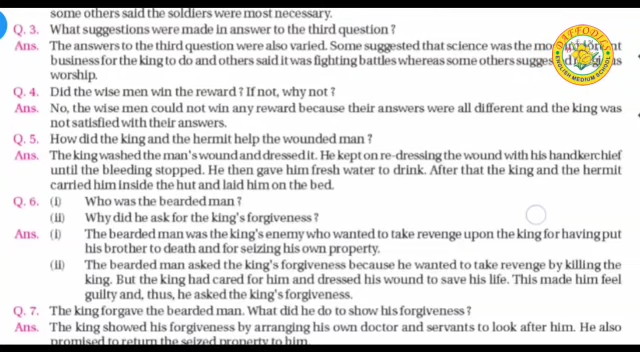 some others said the soldiers were most necessary.
Q. 3. What suggestions were made in answer to the third question?
Ans. The answers to the third question were also varied. Some suggested that science was the
business for the king to do and others said it was fighting battles whereas some others
worship.
Q. 4. Did the wise men win the reward? If not, why not?
Ans. No, the wise men could not win any reward because their answers were all different and the king was
not satisfied with their answers.
Q. 5. How did the king and the hermit help the wounded man?
Ans. The king washed the man's wound and dressed it. He kept on re-dressing the wound with his handkerchief
until the bleeding stopped. He then gave him fresh water to drink. After that the king and the hermit
carried him inside the hut and laid him on the bed.
Q. 6. (i) Who was the bearded man?
(ii) Why did he ask for the king's forgiveness?
Ans. (i) The bearded man was the king's enemy who wanted to take revenge upon the king for having put
his brother to death and for seizing his own property.
(ii) The bearded man asked the king's forgiveness because he wanted to take revenge by killing the
king. But the king had cared for him and dressed his wound to save his life. This made him feel
guilty and, thus, he asked the king's forgiveness.
Q. 7. The king forgave the bearded man. What did he do to show his forgiveness?
Ans. The king showed his forgiveness by arranging his own doctor and servants to look after him. He also
promised to return the seized property to him.
DAFFODILS
ENGLISH MEDIUM SCHOOL